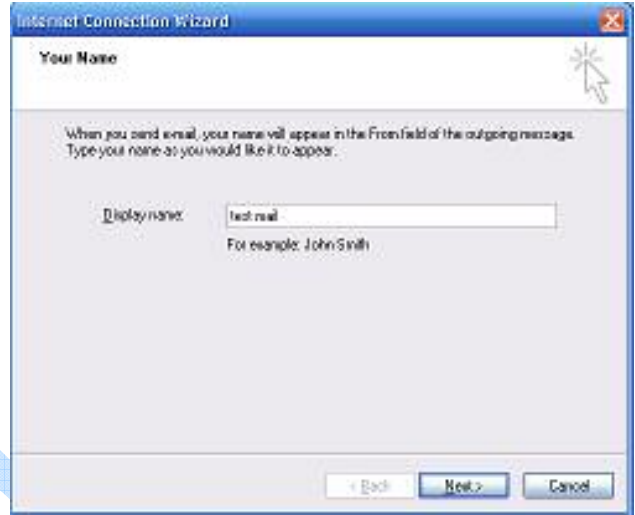 Internet Connection Wizard
Your Name
When you send e-mail, your name will appear in the From field of the outgoing message.
Type your name as you would like it to appear.
Display name: test mail
For example: John Smith
< Back Next > Cancel